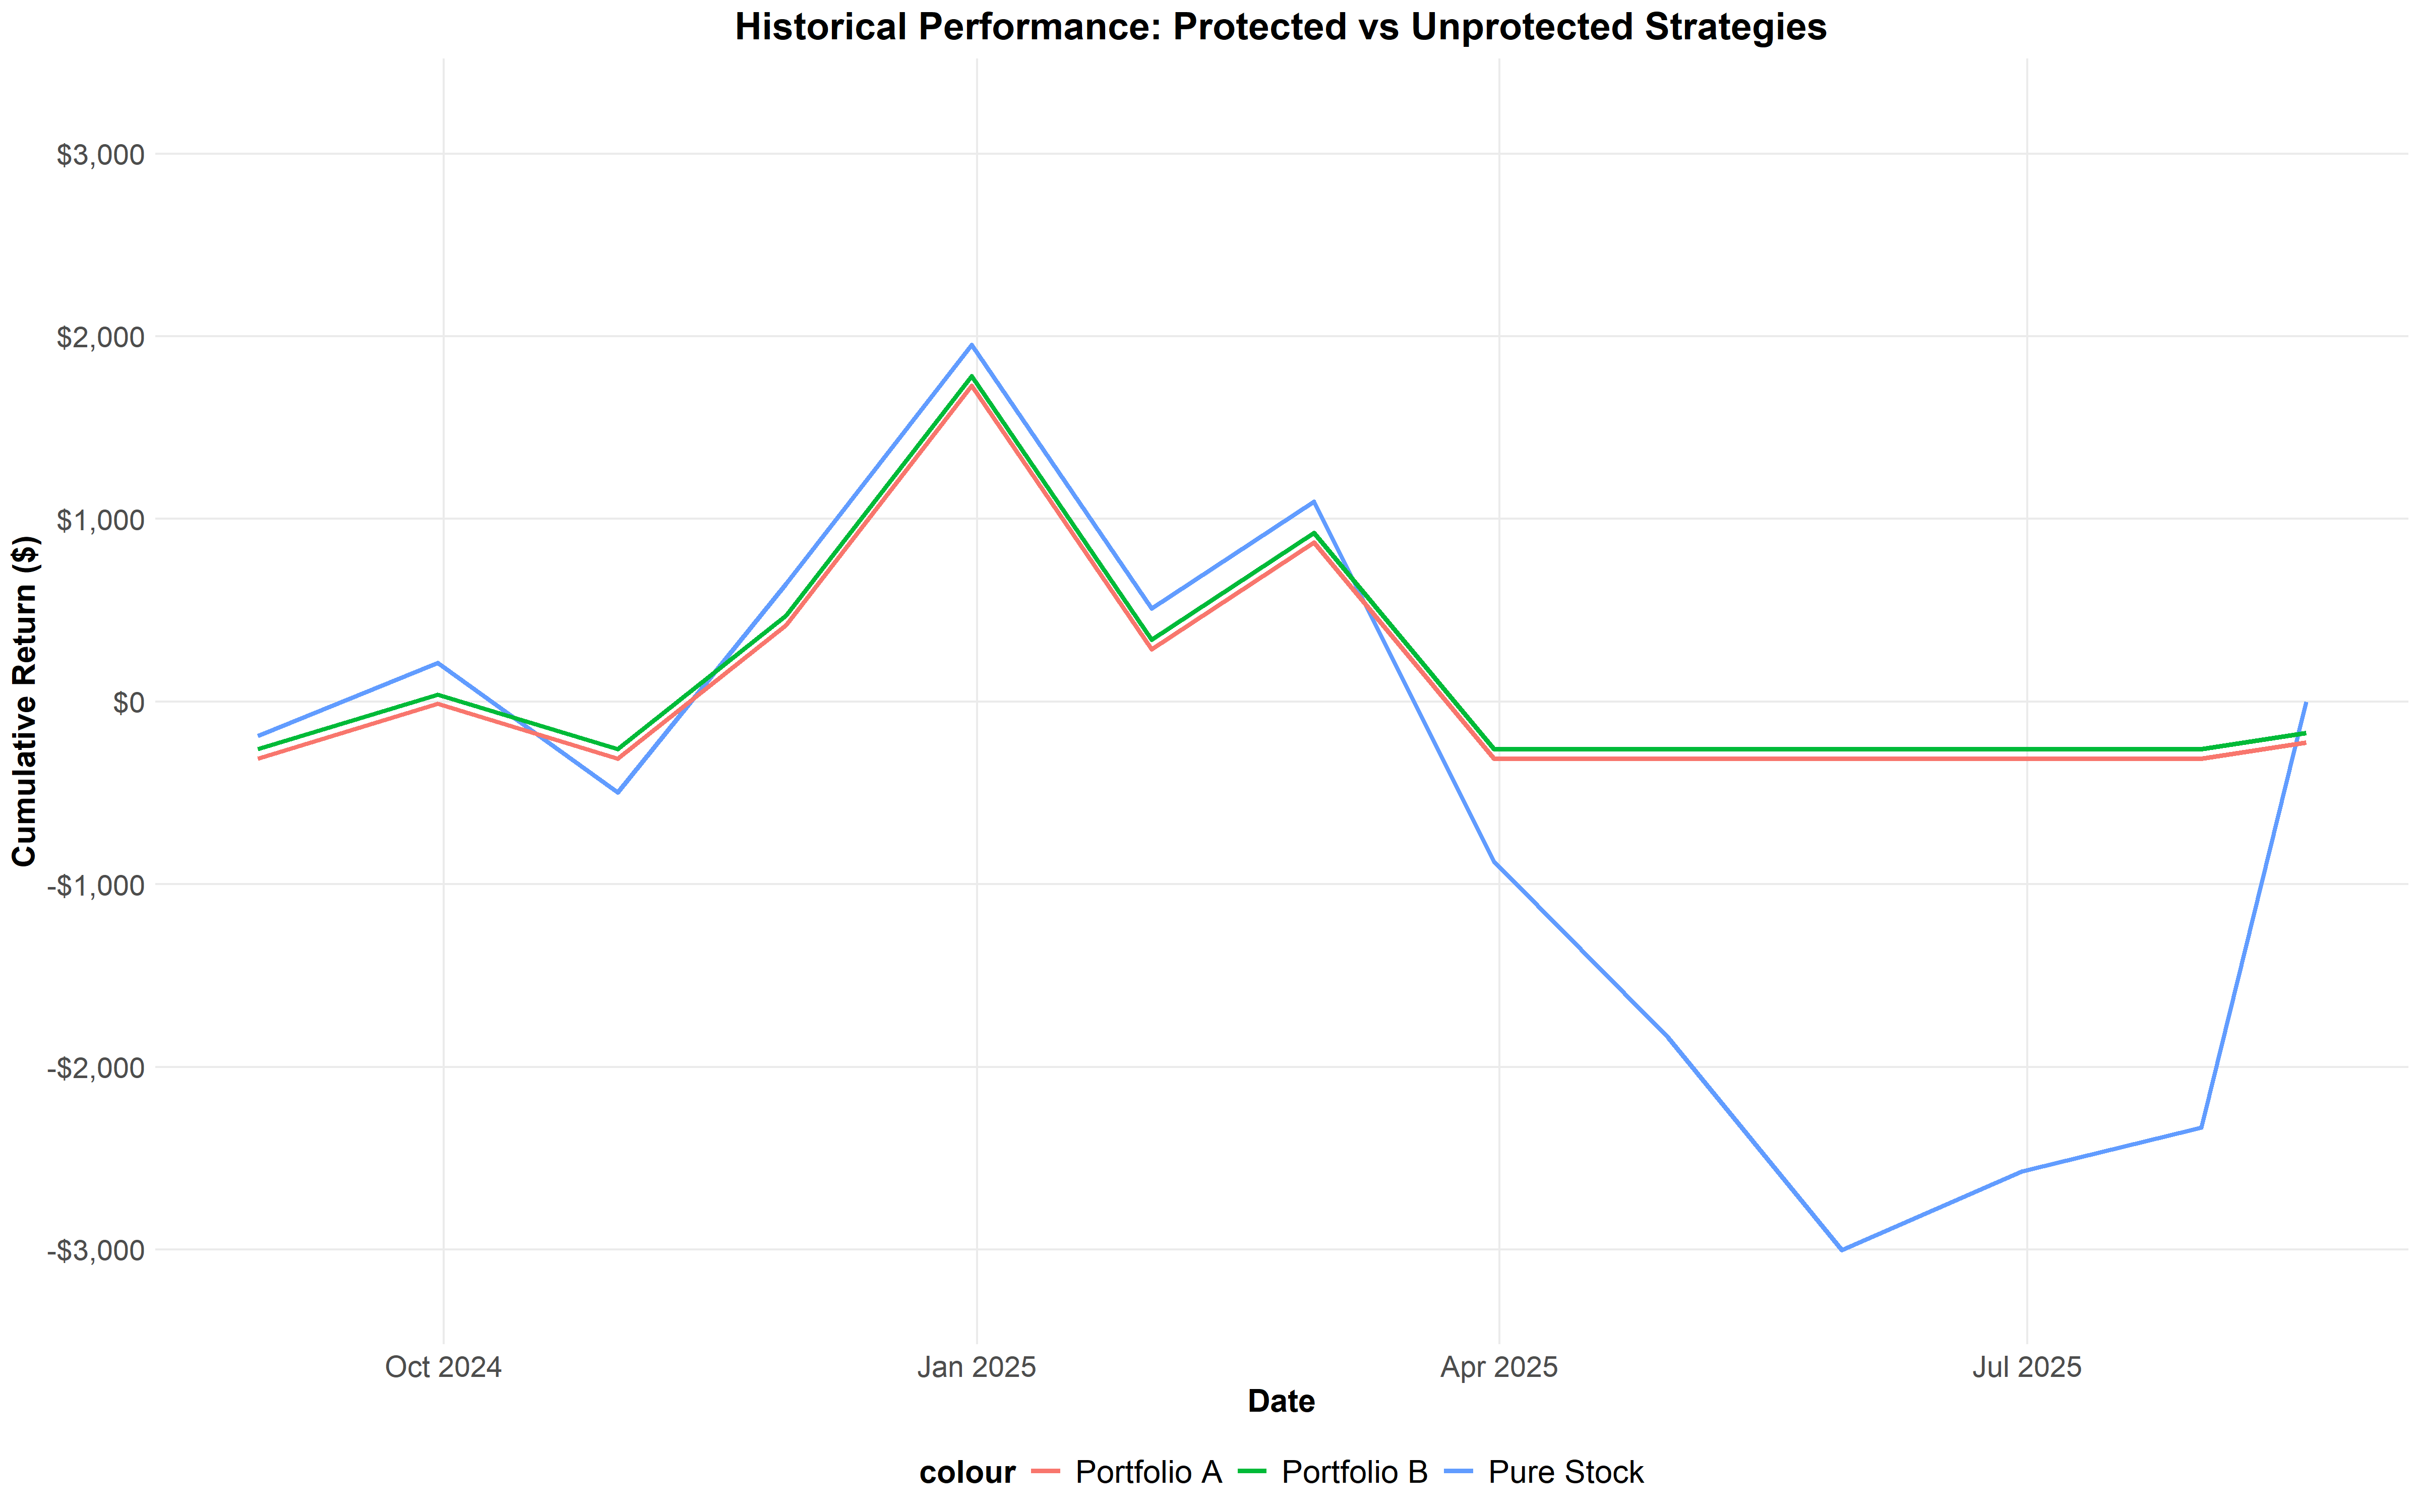 Historical Performance: Protected vs Unprotected Strategies
Cumulative Return ($)
$3,000
$2,000
$1,000
$0
-$1,000
-$2,000
-$3,000
Oct 2024 Jan 2025 Apr 2025 Jul 2025
Date
colour Portfolio A Portfolio B Pure Stock